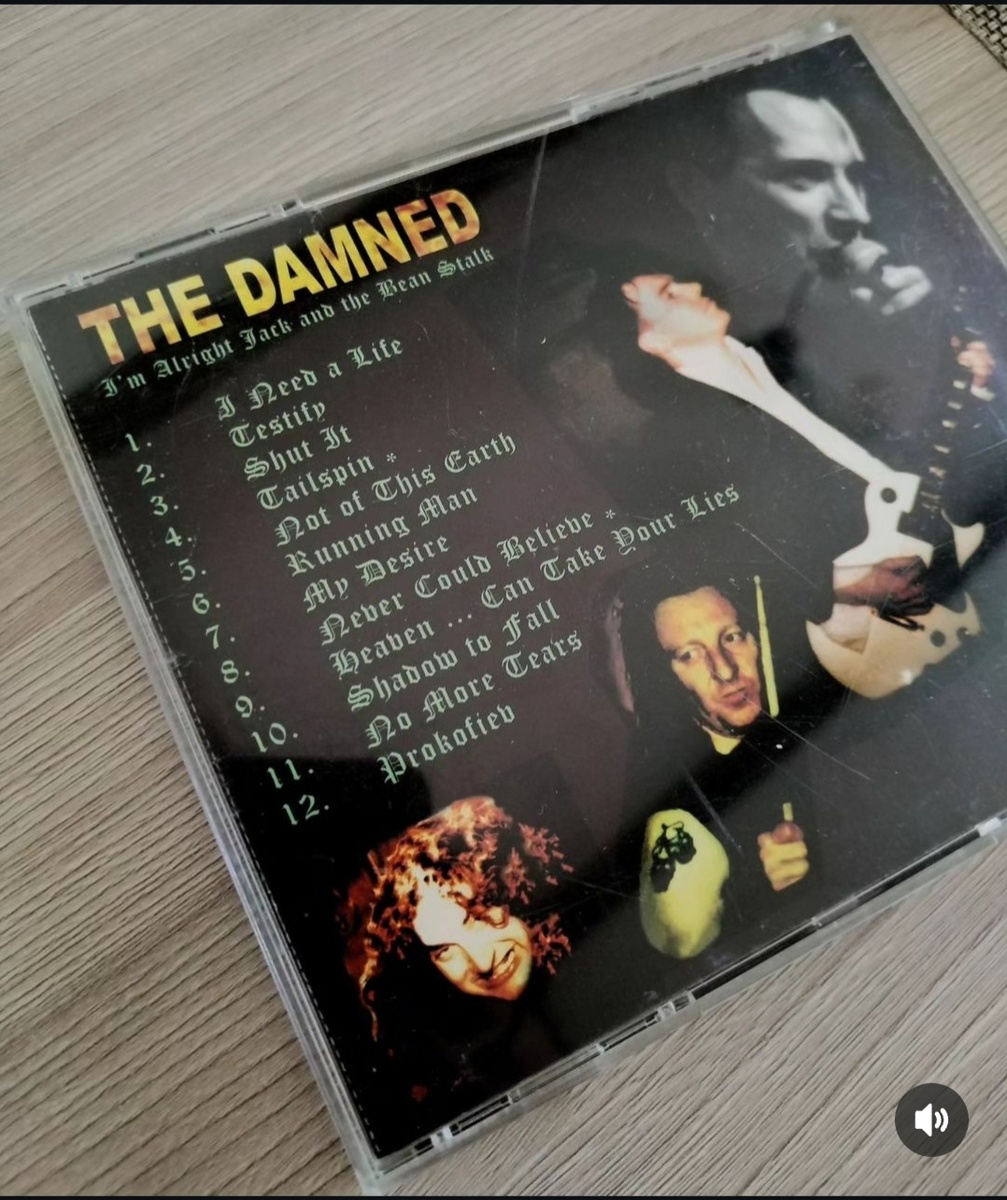 THE DAMNED
I'm Alright Jack and the Bean Stalk
1. I Need a Life
2. Testify
3. Shut It
4. Tailspin *
5. Not of This Earth
6. Running Man
7. My Desire
8. Never Could Believe *
9. Heaven ... Can Take Your Lies
10. Shadow to Fall
11. No More Tears
12. Prokofiev